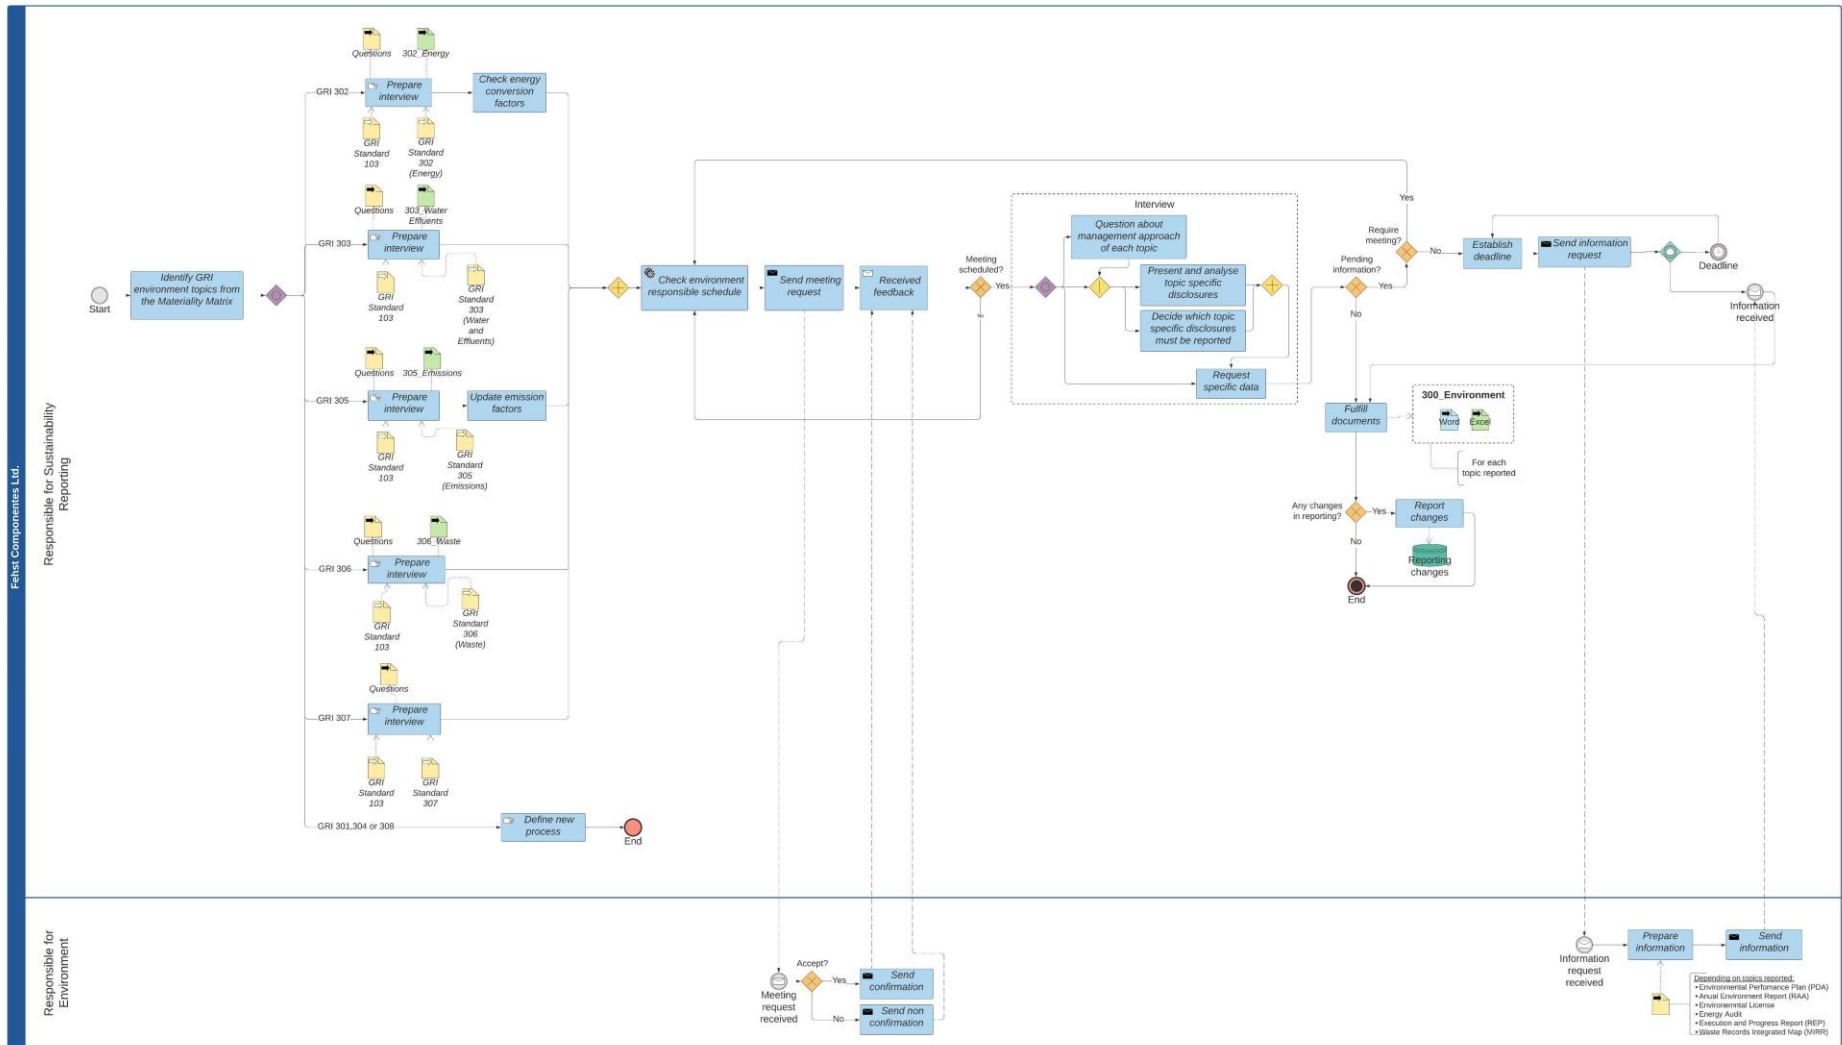 Fehst Componentes Ltd.
Responsible for Sustainability
Reporting
Start
Identify GRI
environment topics from
the Materiality Matrix
Questions
302_Energy
GRI 302
Prepare
interview
Check energy
conversion
factors
GRI
Standard
103
GRI
Standard
302
(Energy)
Questions
303_Water
Effluents
GRI 303
Prepare
interview
GRI
Standard
103
GRI
Standard
303
(Water
and
Effluents)
Questions
305_Emissions
GRI 305
Prepare
interview
Update emission
factors
GRI
Standard
103
GRI
Standard
305
(Emissions)
Questions
306_Waste
GRI 306
Prepare
interview
GRI
Standard
103
GRI
Standard
306
(Waste)
Questions
GRI 307
Prepare
interview
GRI
Standard
103
GRI
Standard
307
GRI 301,304 or 308
Define new
process
End
Check environment
responsible schedule
Send meeting
request
Received
feedback
Meeting
scheduled?
Yes
No
Interview
Question about
management approach
of each topic
Present and analyse
topic specific
disclosures
Decide which topic
specific disclosures
must be reported
Request
specific data
Pending
information?
Yes
No
Require
meeting?
Yes
No
Establish
deadline
Send information
request
Deadline
Information
received
Fulfill
documents
300_Environment
Word
Excel
For each
topic reported
Any changes
in reporting?
Yes
No
Report
changes
Reporting
changes
End
Responsible for
Environment
Meeting
request
received
Accept?
Yes
No
Send
confirmation
Send non
confirmation
Information
request
received
Prepare
information
Send
information
Depending on topics reported:
• Environmental Perfomance Plan (PDA)
• Anual Environment Report (RAA)
• Environemntal License
• Energy Audit
• Execution and Progress Report (REP)
• Waste Records Integrated Map (MIRR)